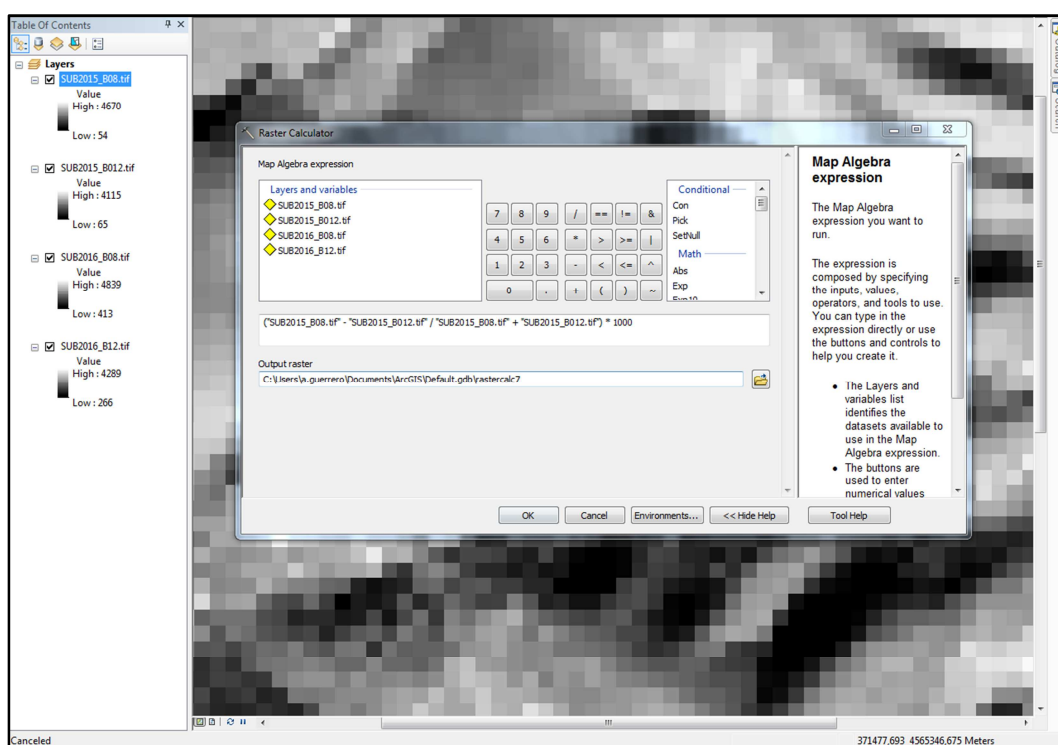 Table Of Contents
Layers
SUB2015_B08.tif
Value
High : 4670
Low : 54
SUB2015_B012.tif
Value
High : 4115
Low : 65
SUB2016_B08.tif
Value
High : 4839
Low : 413
SUB2016_B12.tif
Value
High : 4289
Low : 266
Raster Calculator
Map Algebra expression
Layers and variables
SUB2015_B08.tif
SUB2015_B012.tif
SUB2016_B08.tif
SUB2016_B12.tif
7 8 9 / == != &
4 5 6 * > >= |
1 2 3 - < <= ^
0 . + ( ) ~
Conditional
Con
Pick
SetNull
Math
Abs
Exp
Exp10
("SUB2015_B08.tif" - "SUB2015_B012.tif" / "SUB2015_B08.tif" + "SUB2015_B012.tif") * 1000
Output raster
C:\Users\a.guerrero\Documents\ArcGIS\Default.gdb\rastercalc7
OK Cancel Environments... << Hide Help Tool Help
Map Algebra
expression
The Map Algebra
expression you want to
run.
The expression is
composed by specifying
the inputs, values,
operators, and tools to use.
You can type in the
expression directly or use
the buttons and controls to
help you create it.
• The Layers and
variables list
identifies the
datasets available to
use in the Map
Algebra expression.
• The buttons are
used to enter
numerical values
Canceled
371477,693 4565346,675 Meters